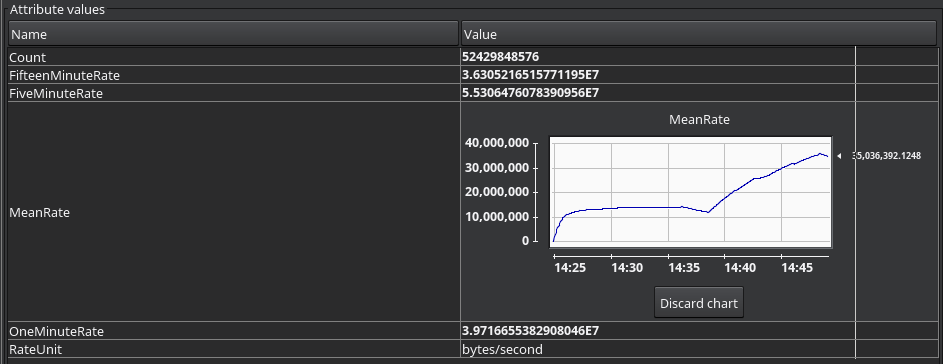 Attribute values
Name Value
Count 52429848576
FifteenMinuteRate 3.6305216515771195E7
FiveMinuteRate 5.5306476078390956E7
MeanRate
MeanRate
40,000,000
30,000,000
20,000,000
10,000,000
0
35,036,392.1248
14:25 14:30 14:35 14:40 14:45
Discard chart
OneMinuteRate 3.9716655382908046E7
RateUnit bytes/second